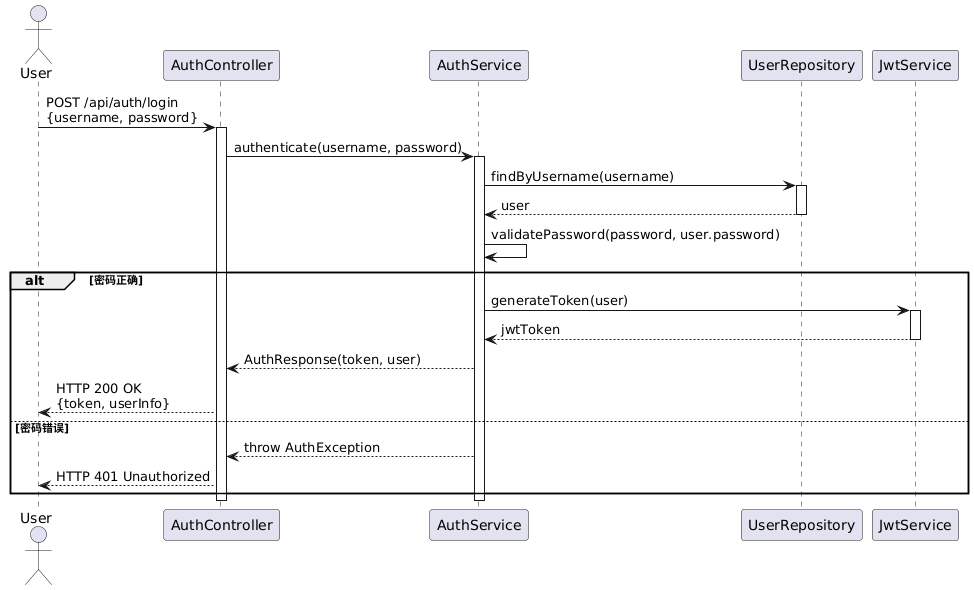 User
AuthController
AuthService
UserRepository
JwtService
POST /api/auth/login
{username, password}
authenticate(username, password)
findByUsername(username)
user
validatePassword(password, user.password)
alt
[密码正确]
generateToken(user)
jwtToken
AuthResponse(token, user)
HTTP 200 OK
{token, userInfo}
[密码错误]
throw AuthException
HTTP 401 Unauthorized
User
AuthController
AuthService
UserRepository
JwtService